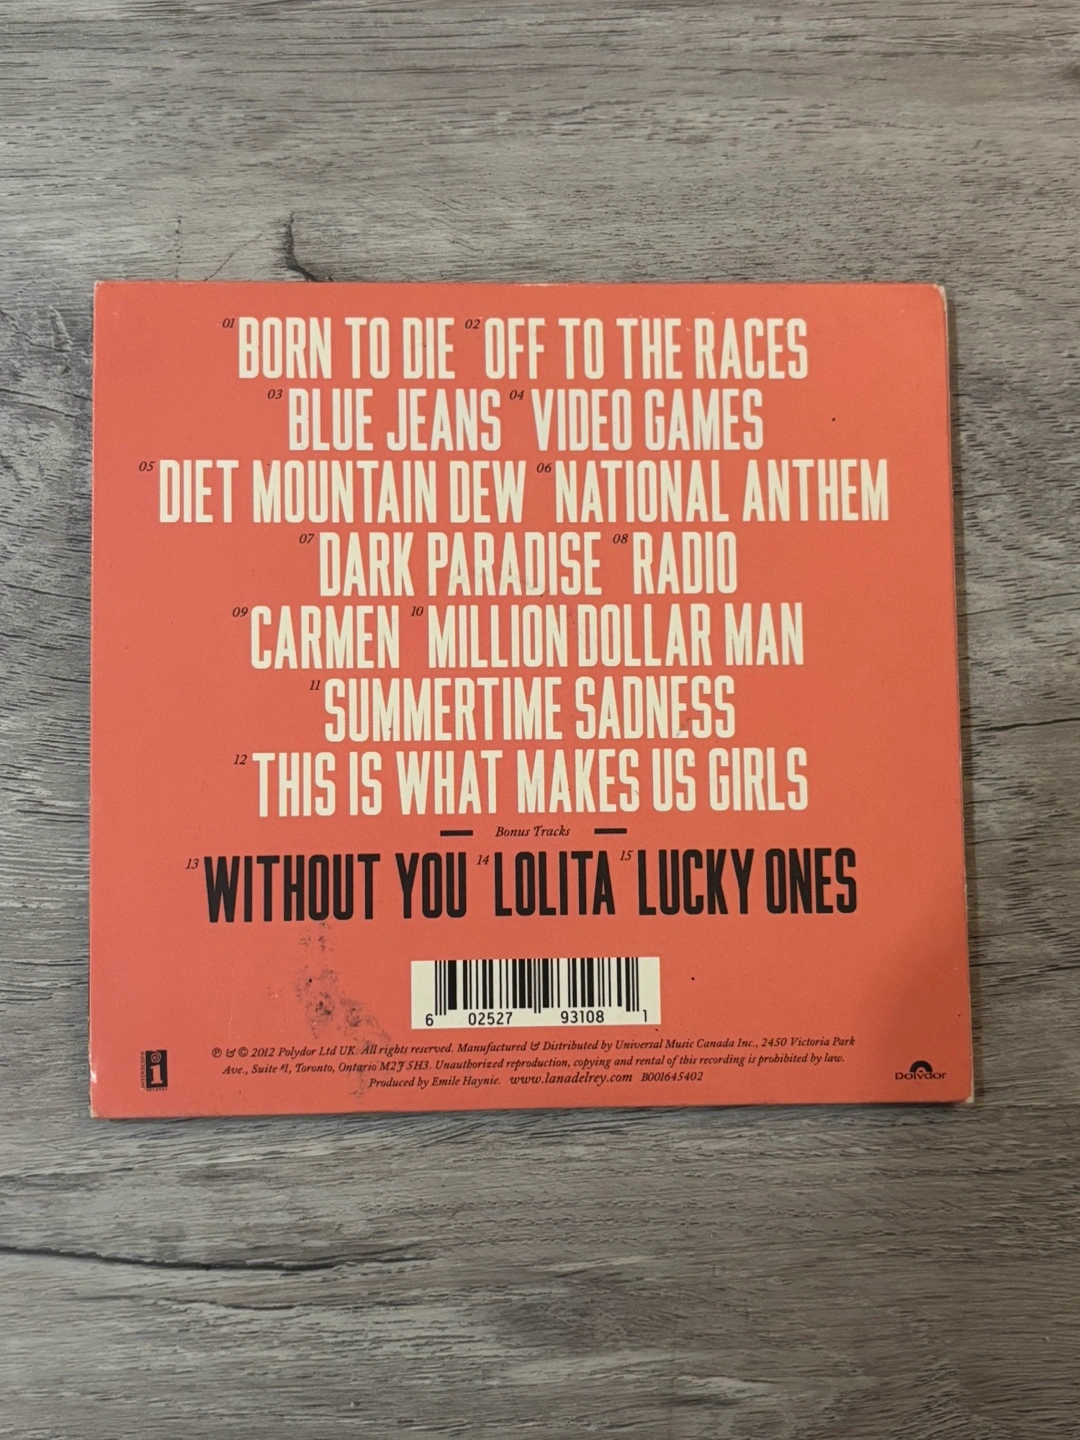 01 BORN TO DIE 02 OFF TO THE RACES
03 BLUE JEANS 04 VIDEO GAMES
05 DIET MOUNTAIN DEW 06 NATIONAL ANTHEM
07 DARK PARADISE 08 RADIO
09 CARMEN 10 MILLION DOLLAR MAN
11 SUMMERTIME SADNESS
12 THIS IS WHAT MAKES US GIRLS
Bonus Tracks
13 WITHOUT YOU 14 LOLITA 15 LUCKY ONES
6 02527 93108 1
℗ & © 2012 Polydor Ltd UK. All rights reserved. Manufactured & Distributed by Universal Music Canada Inc., 2450 Victoria Park
Ave., Suite #1, Toronto, Ontario M2J 5H3. Unauthorized reproduction, copying and rental of this recording is prohibited by law.
Produced by Emile Haynie. www.lanadelrey.com B001645402
i
Polydor